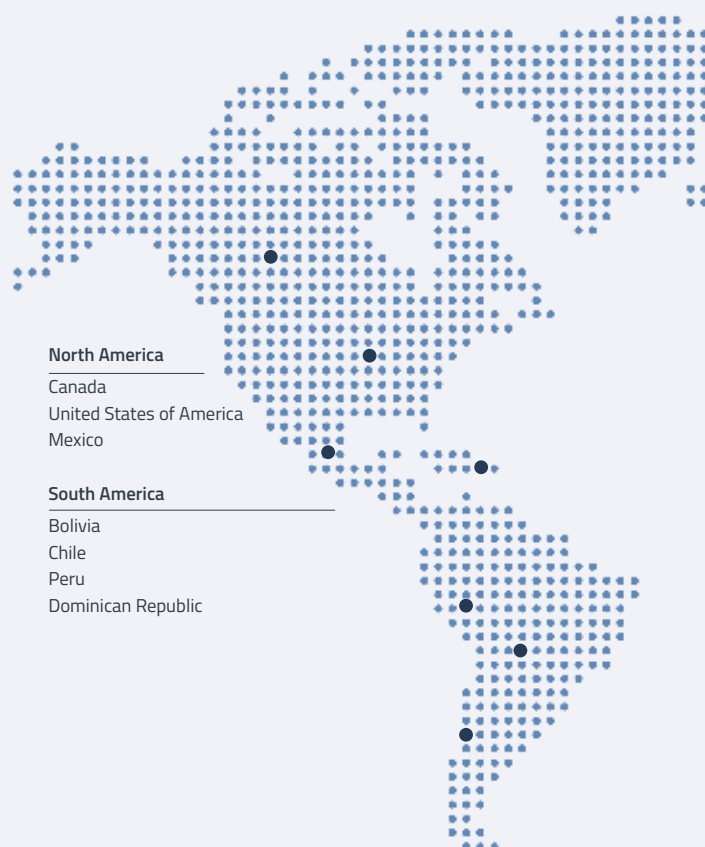 North America
Canada
United States of America
Mexico
South America
Bolivia
Chile
Peru
Dominican Republic